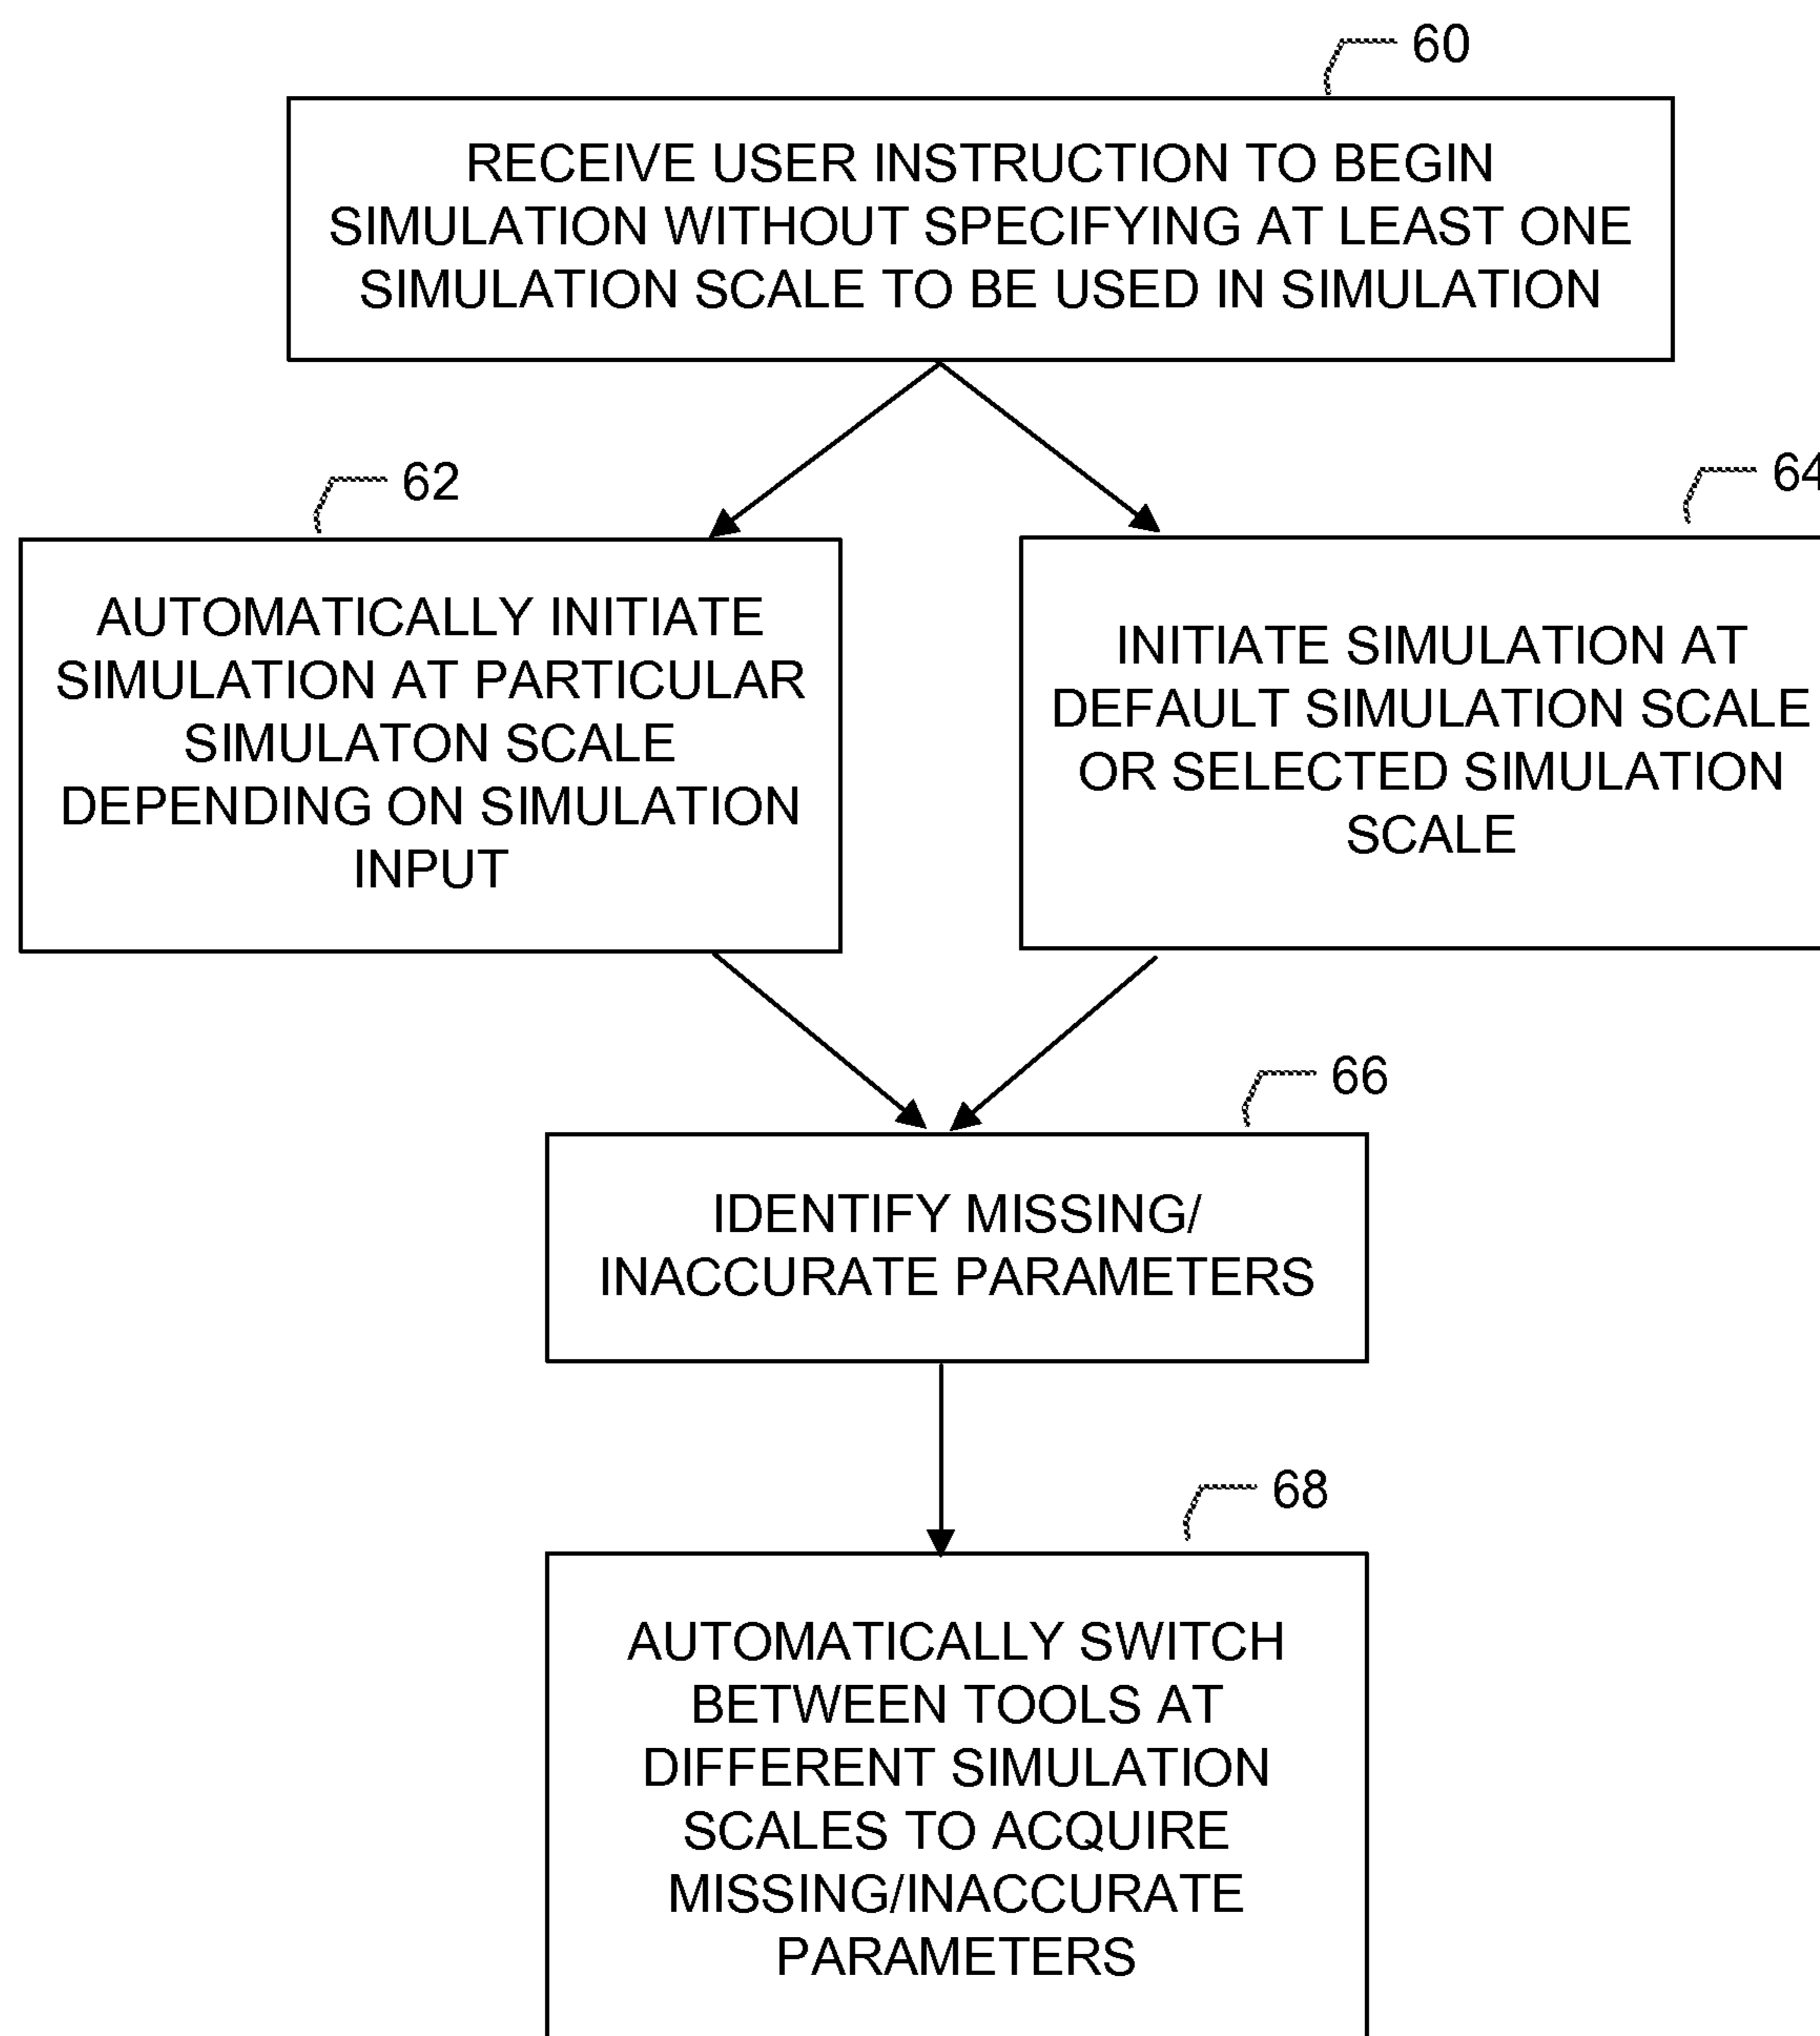 60
RECEIVE USER INSTRUCTION TO BEGIN
SIMULATION WITHOUT SPECIFYING AT LEAST ONE
SIMULATION SCALE TO BE USED IN SIMULATION
62
AUTOMATICALLY INITIATE
SIMULATION AT PARTICULAR
SIMULATON SCALE
DEPENDING ON SIMULATION
INPUT
64
INITIATE SIMULATION AT
DEFAULT SIMULATION SCALE
OR SELECTED SIMULATION
SCALE
66
IDENTIFY MISSING/
INACCURATE PARAMETERS
68
AUTOMATICALLY SWITCH
BETWEEN TOOLS AT
DIFFERENT SIMULATION
SCALES TO ACQUIRE
MISSING/INACCURATE
PARAMETERS